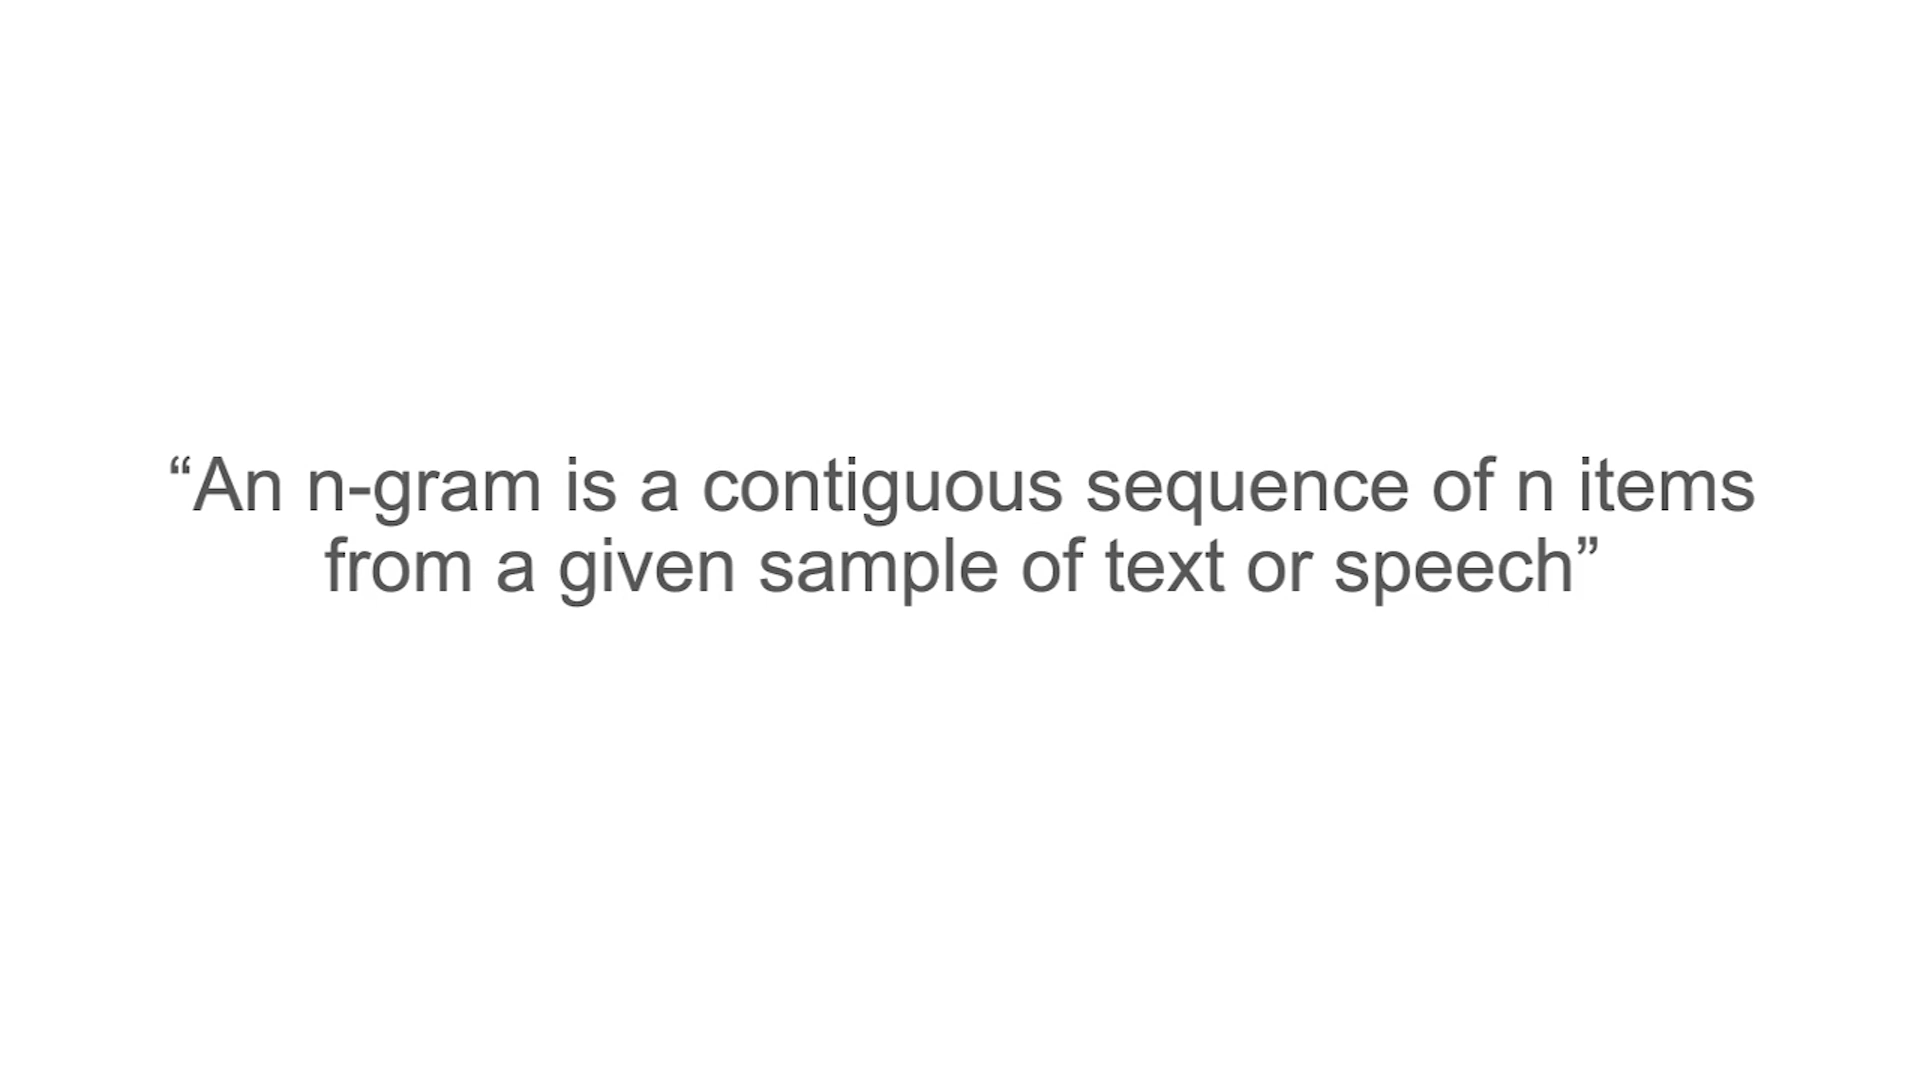 “An n-gram is a contiguous sequence of n items
from a given sample of text or speech”